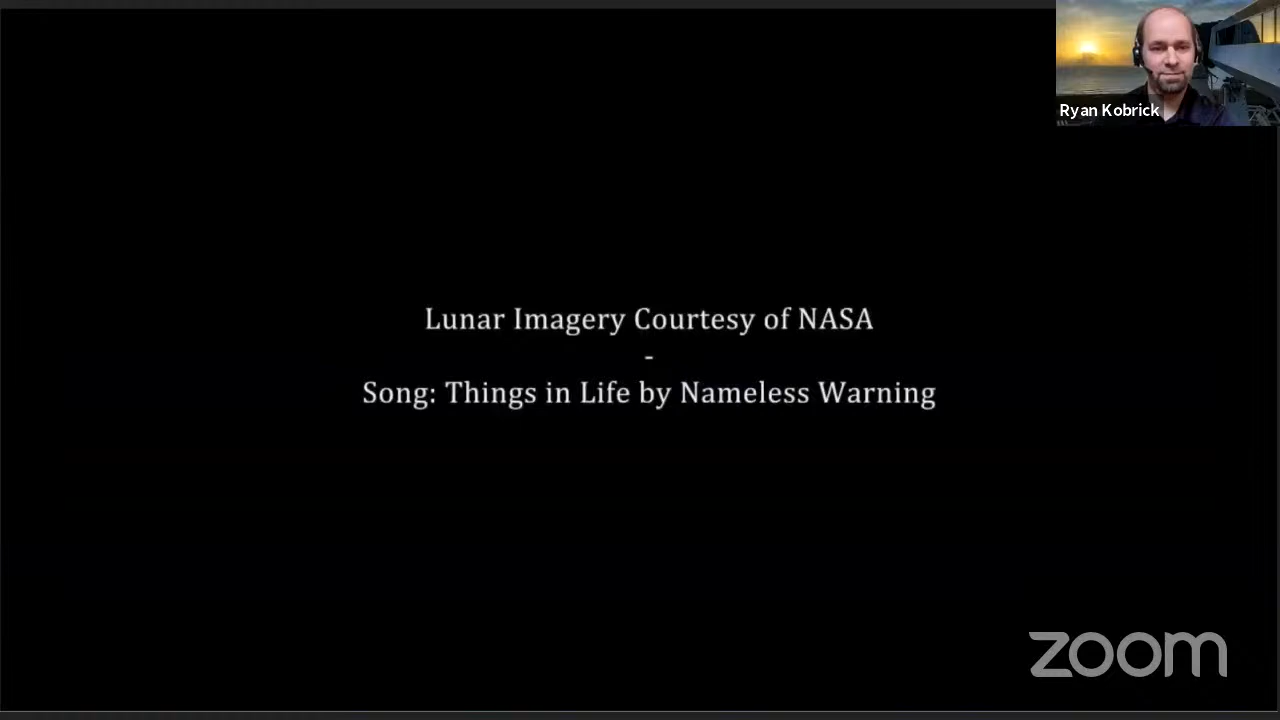 Ryan Kobrick
Lunar Imagery Courtesy of NASA
-
Song: Things in Life by Nameless Warning
zoom